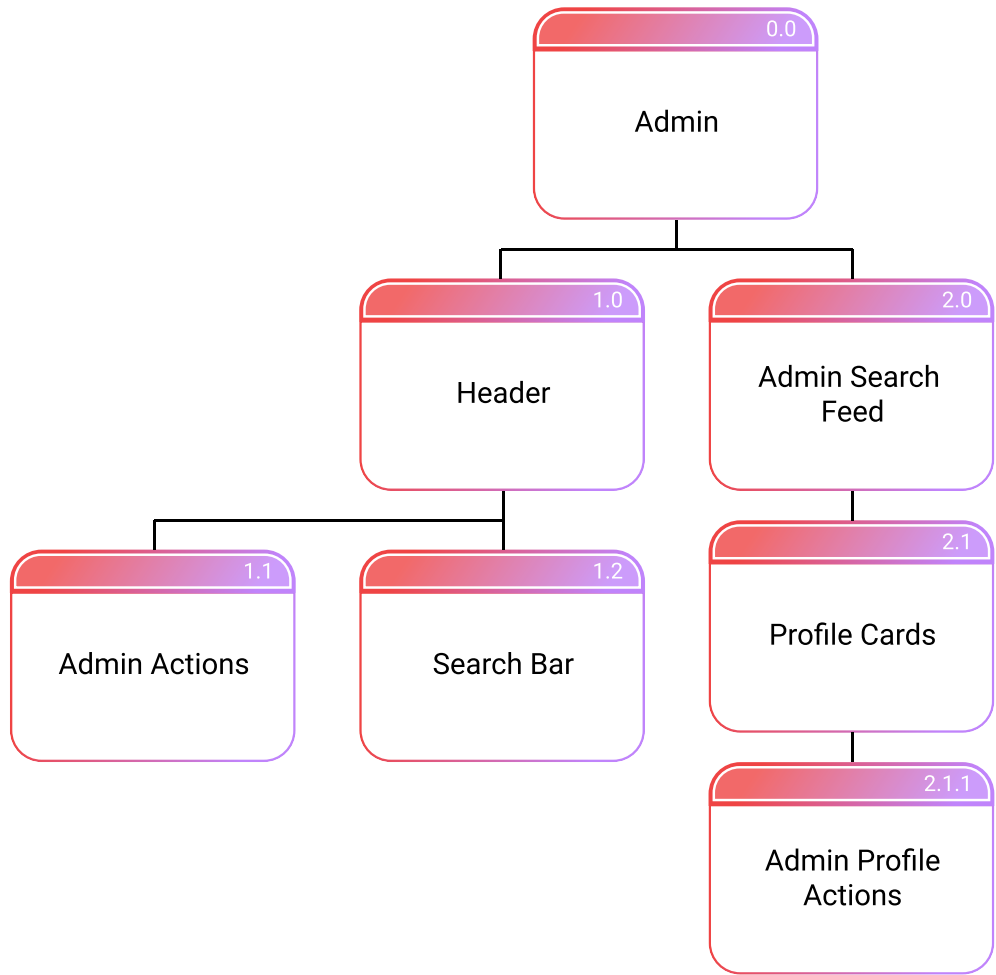 0.0
Admin
1.0
Header
2.0
Admin Search
Feed
1.1
Admin Actions
1.2
Search Bar
2.1
Profile Cards
2.1.1
Admin Profile
Actions